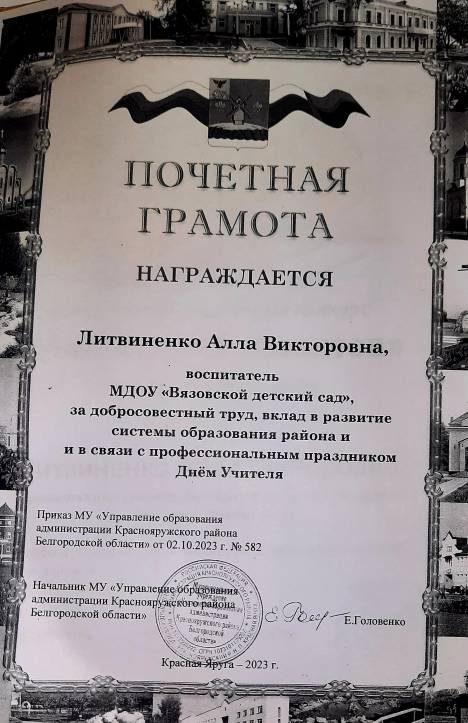 ПОЧЕТНАЯ
ГРАМОТА
НАГРАЖДАЕТСЯ
Литвиненко Алла Викторовна,
воспитатель
МДОУ «Вязовской детский сад»,
за добросовестный труд, вклад в развитие
системы образования района и
и в связи с профессиональным праздником
Днём Учителя
Приказ МУ «Управление образования
администрации Краснояружского района
Белгородской области» от 02.10.2023 г. № 582
Начальник МУ «Управление образования
администрации Краснояружского района
Белгородской области»
Е.Головенко
Красная Яруга – 2023 г.